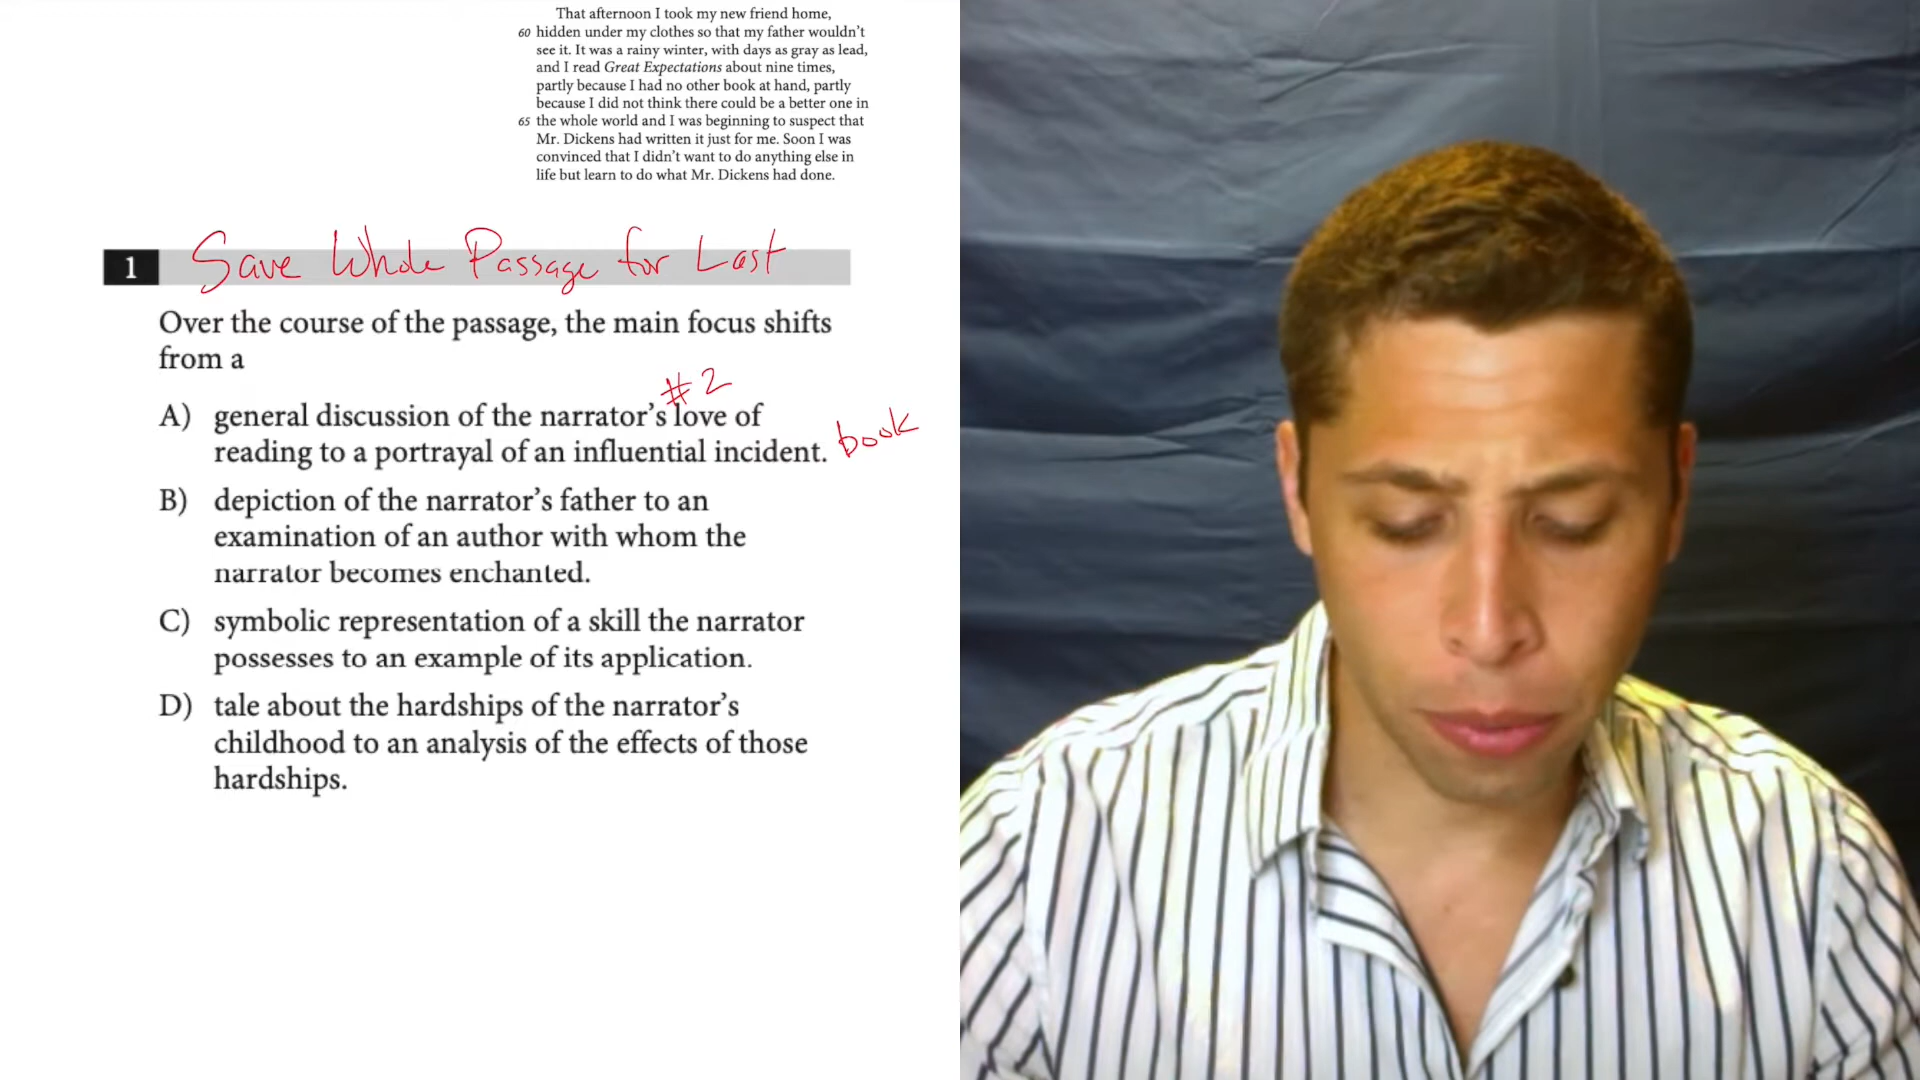 That afternoon I took my new friend home,
60 hidden under my clothes so that my father wouldn't
see it. It was a rainy winter, with days as gray as lead,
and I read Great Expectations about nine times,
partly because I had no other book at hand, partly
because I did not think there could be a better one in
65 the whole world and I was beginning to suspect that
Mr. Dickens had written it just for me. Soon I was
convinced that I didn't want to do anything else in
life but learn to do what Mr. Dickens had done.
1 Save Whole Passage for Last
Over the course of the passage, the main focus shifts
from a
#2
A) general discussion of the narrator's love of
reading to a portrayal of an influential incident. book
B) depiction of the narrator's father to an
examination of an author with whom the
narrator becomes enchanted.
C) symbolic representation of a skill the narrator
possesses to an example of its application.
D) tale about the hardships of the narrator's
childhood to an analysis of the effects of those
hardships.